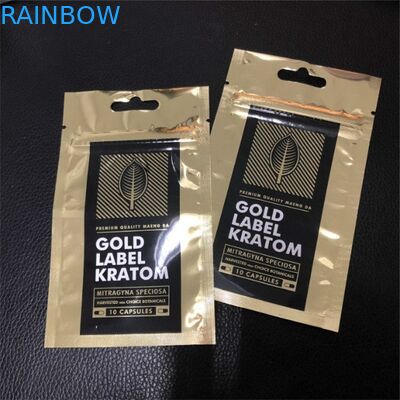 RAINBOW
PREMIUM QUALITY MAENG DA
GOLD
LABEL
KRATOM
MITRAGYNA SPECIOSA
HARVESTED FROM CHOICE BOTANICALS
10 CAPSULES
PREMIUM QUALITY MAENG DA
GOLD
LABEL
KRATOM
MITRAGYNA SPECIOSA
HARVESTED FROM CHOICE BOTANICALS
10 CAPSULES